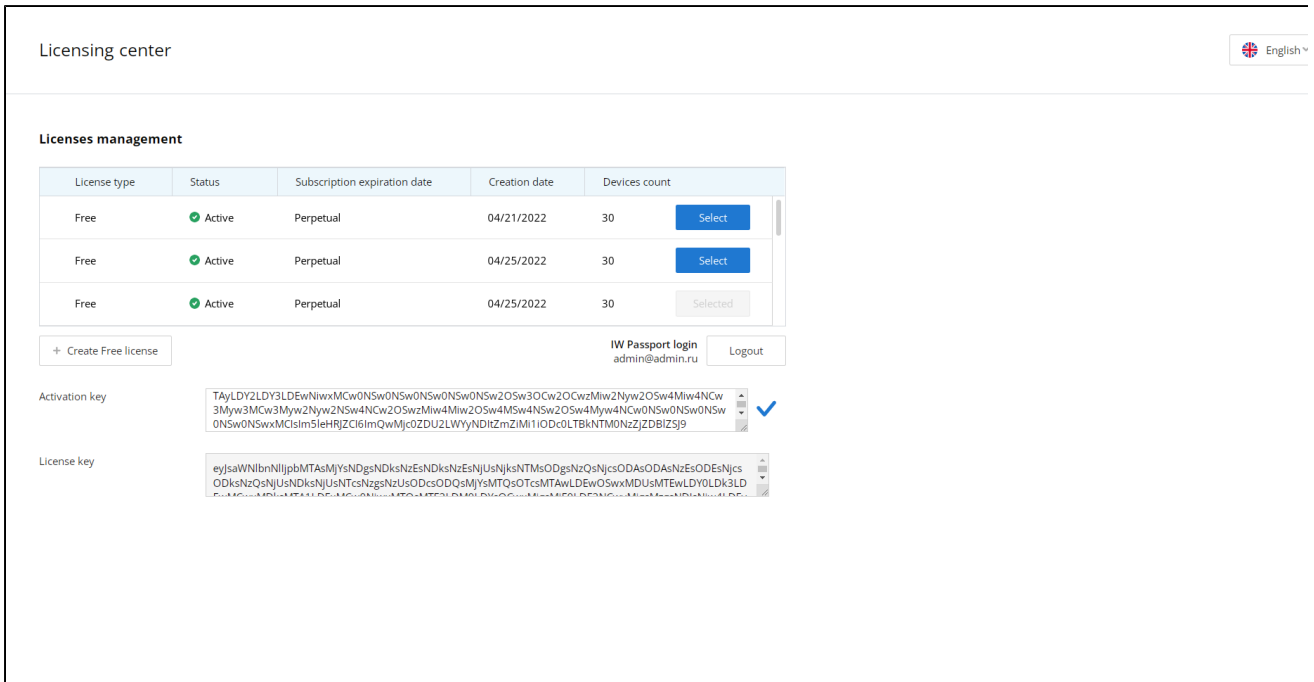 Licensing center
English
Licenses management
License type Status Subscription expiration date Creation date Devices count
Free Active Perpetual 04/21/2022 30 Select
Free Active Perpetual 04/25/2022 30 Select
Free Active Perpetual 04/25/2022 30 Selected
+ Create Free license
IW Passport login
admin@admin.ru
Logout
Activation key
TAyLDY2LDY3LDEwNiwxMCw0NSw0NSw0NSw0NSw0NSw2OSw3OCw2OCwzMiw2Nyw2OSw4Miw4NCw
3Myw3MCw3Myw2Nyw2NSw4NCw2OSwzMiw4Miw2OSw4MSw4NSw2OSw4Myw4NCw0NSw0NSw0NSw
0NSw0NSwxMCIsIm5leHRJZCI6ImQwMjc0ZDU2LWYyNDItZmZiMi1iODc0LTBkNTM0NzZjZDBlZSJ9
License key
eyJsaWNlbnNlIjpbMTAsMjYsNDgsNDksNzEsNDksNzEsNjUsNjksNTMsODgsNzQsNjcsODAsODAsNzEsODEsNjcs
ODksNzQsNjUsNDksNjUsNTcsNzgsNzUsODcsODQsMjYsMTQsOTcsMTAwLDEwOSwxMDUsMTEwLDY0LDk3LD